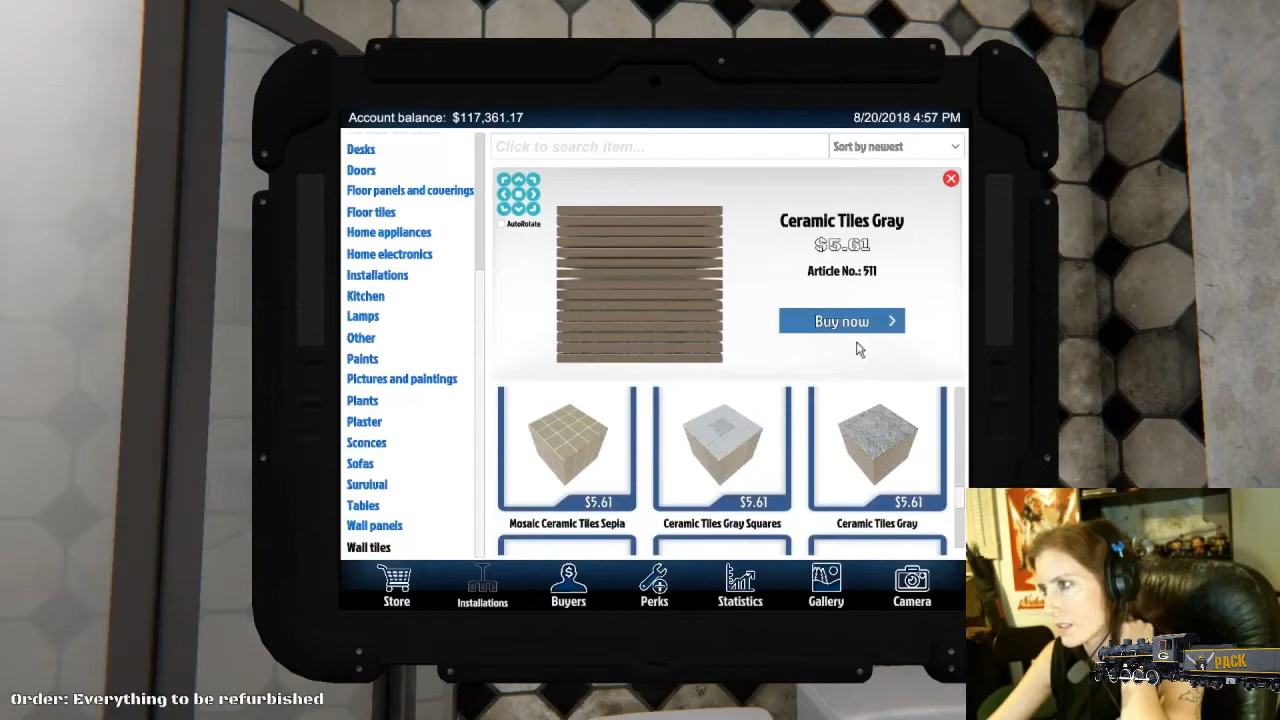 Account balance: $117,361.17
8/20/2018 4:57 PM
Click to search item...
Sort by newest
Desks
Doors
Floor panels and coverings
Floor tiles
Home appliances
Home electronics
Installations
Kitchen
Lamps
Other
Paints
Pictures and paintings
Plants
Plaster
Sconces
Sofas
Survival
Tables
Wall panels
Wall tiles
AutoRotate
Ceramic Tiles Gray
$5.61
Article No.: 511
Buy now
$5.61
$5.61
$5.61
Mosaic Ceramic Tiles Sepia
Ceramic Tiles Gray Squares
Ceramic Tiles Gray
Store
Installations
Buyers
Perks
Statistics
Gallery
Camera
G
PACK
Order: Everything to be refurbished